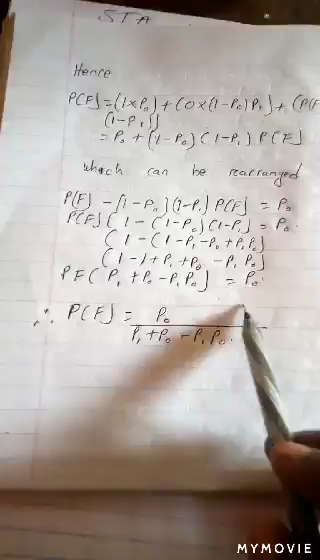 STA
Hence
P(F) = (1×P₀) + (0×(1-P₀)P₁) + (P(F
(1-P₁))
= P₀ + (1-P₀)(1-P₁) P(F)
which can be rearranged
P(F) - (1-P₀)(1-P₁) P(F) = P₀
P(F) (1 - (1-P₀)(1-P₁) = P₀.
(1 - (1-P₁-P₀+P₁P₀)
(1-1+P₁+P₀-P₁P₀)
PF(P₁+P₀-P₁P₀) = P₀.
∴ P(F) = P₀
P₁+P₀-P₁P₀.
MYMOVIE